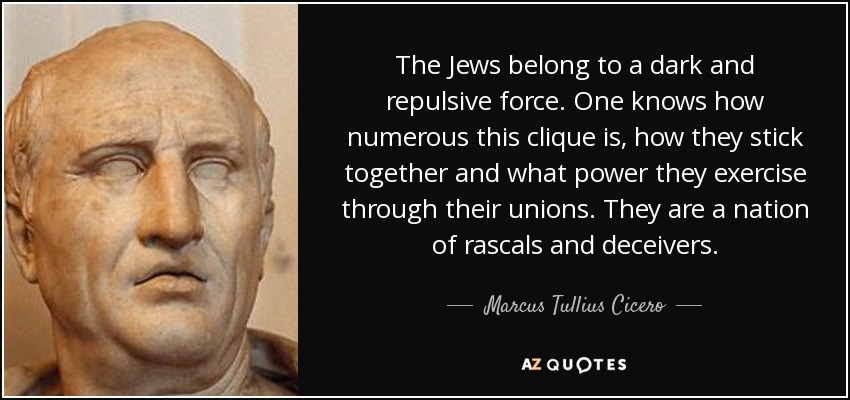 The Jews belong to a dark and
repulsive force. One knows how
numerous this clique is, how they stick
together and what power they exercise
through their unions. They are a nation
of rascals and deceivers.
Marcus Tullius Cicero
AZ QUOTES